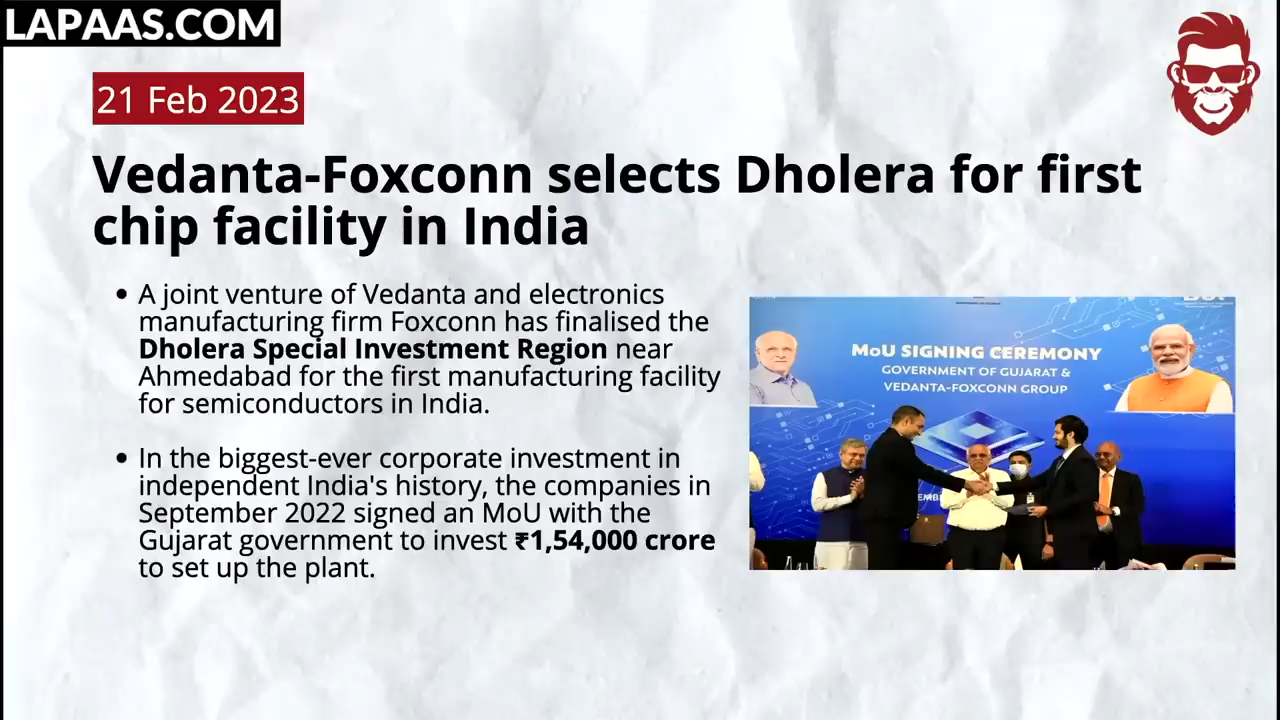 LAPAAS.COM
21 Feb 2023
Vedanta-Foxconn selects Dholera for first
chip facility in India
• A joint venture of Vedanta and electronics
manufacturing firm Foxconn has finalised the
Dholera Special Investment Region near
Ahmedabad for the first manufacturing facility
for semiconductors in India.
• In the biggest-ever corporate investment in
independent India's history, the companies in
September 2022 signed an MoU with the
Gujarat government to invest ₹1,54,000 crore
to set up the plant.
MoU SIGNING CEREMONY
GOVERNMENT OF GUJARAT &
VEDANTA-FOXCONN GROUP